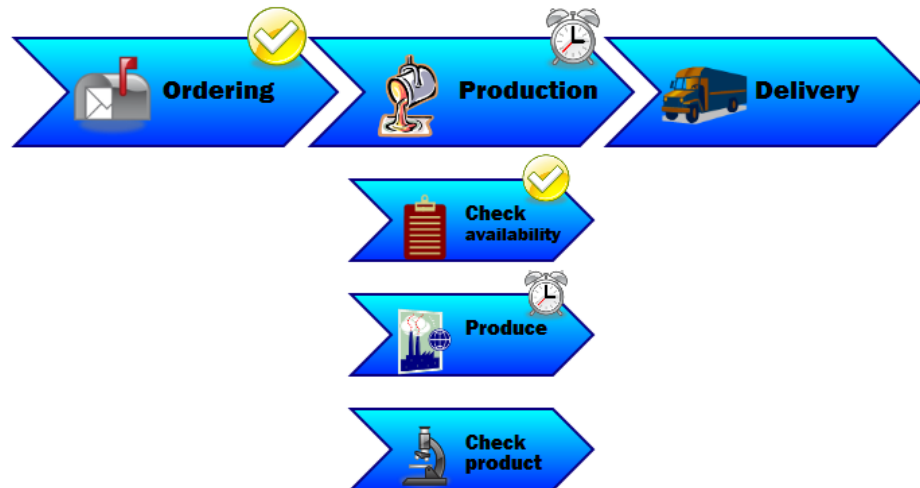 Ordering
Production
Delivery
Check
availability
Produce
Check
product